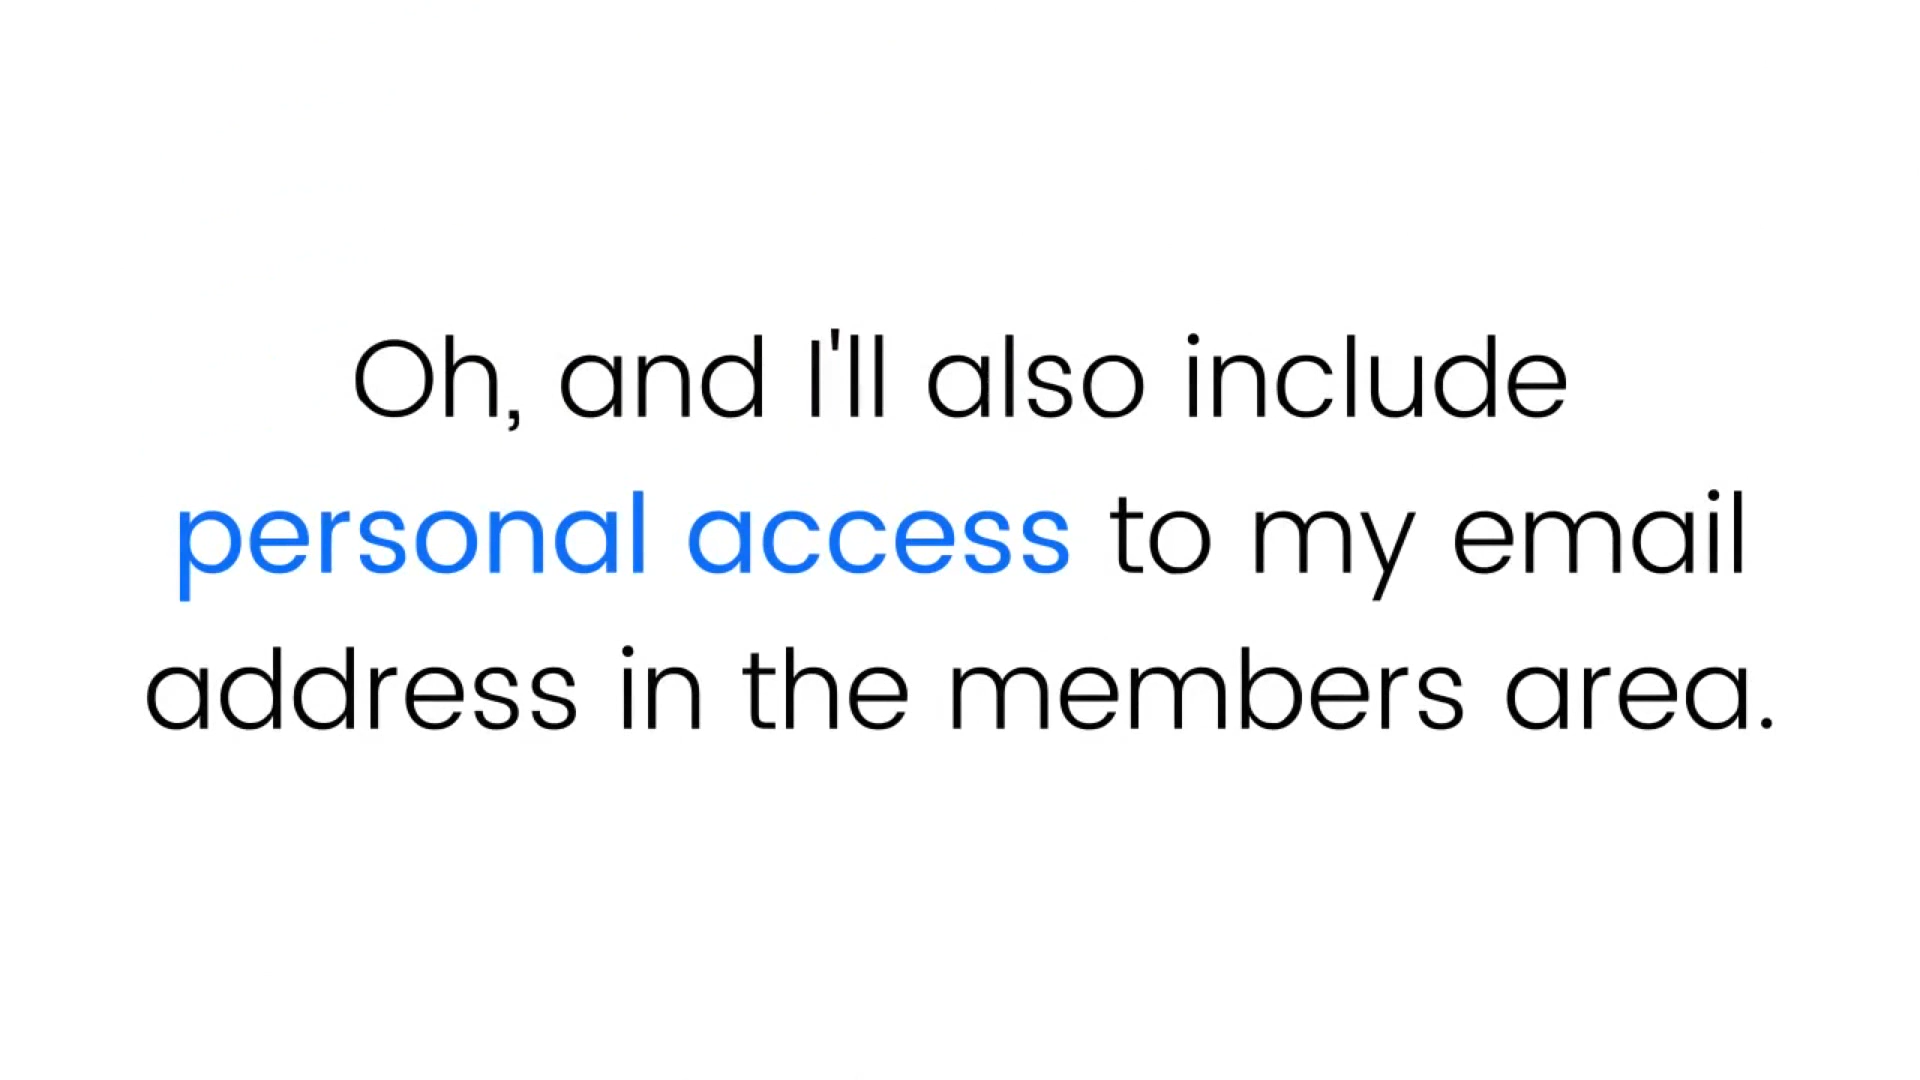 Oh, and I'll also include
personal access to my email
address in the members area.